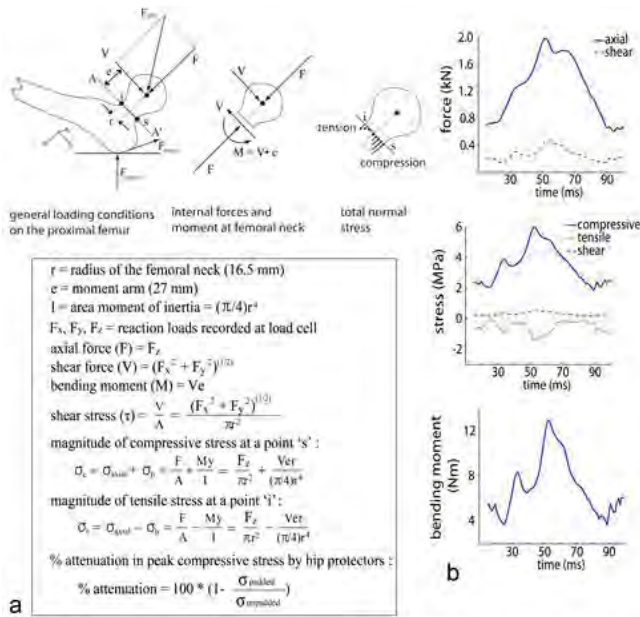 A
V
e
i
s
r
A'
F
V
F
V
M = V•e
F
i
tension
s
compression
general loading conditions
on the proximal femur
internal forces and
moment at femoral neck
total normal
stress
r = radius of the femoral neck (16.5 mm)
e = moment arm (27 mm)
I = area moment of inertia = (π/4)r⁴
Fx, Fy, Fz = reaction loads recorded at load cell
axial force (F) = Fz
shear force (V) = (Fx² + Fy²)^(1/2)
bending moment (M) = Ve
shear stress (τ) = V/A = (Fx² + Fy²)^(1/2)/πr²
magnitude of compressive stress at a point 's' :
σc = σaxial + σb = F/A + My/I = Fz/πr² + Ver/(π/4)r⁴
magnitude of tensile stress at a point 'i' :
σt = σaxial − σb = F/A − My/I = Fz/πr² − Ver/(π/4)r⁴
% attenuation in peak compressive stress by hip protectors :
% attenuation = 100 * (1- σpadded/σunpadded)
a
axial
shear
force (kN)
2.0
1.6
1.2
0.8
0.4
30 50 70 90
time (ms)
compressive
tensile
shear
stress (MPa)
6
4
2
0
-2
30 50 70 90
time (ms)
bending moment
(Nm)
12
8
4
30 50 70 90
time (ms)
b